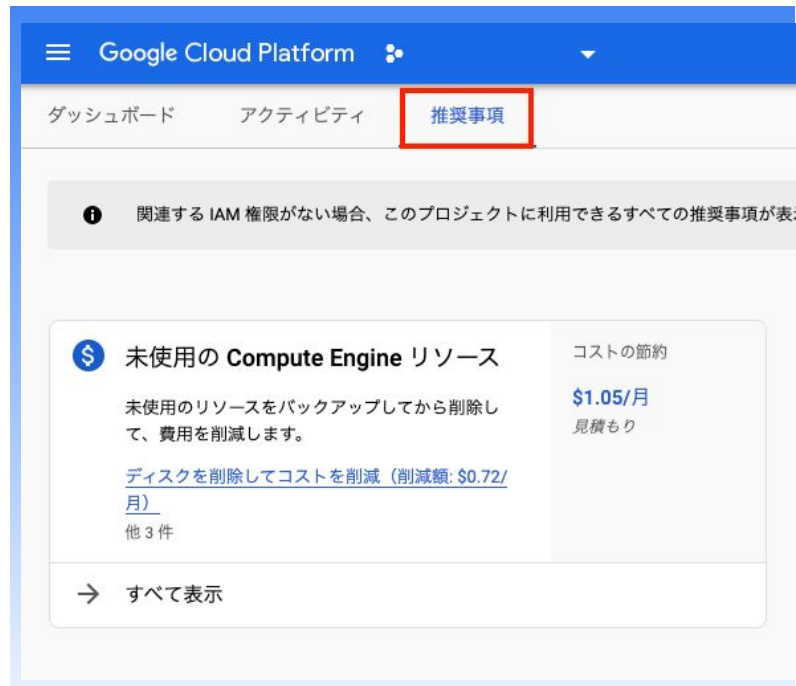 Google Cloud Platform
ダッシュボード アクティビティ 推奨事項
関連する IAM 権限がない場合、このプロジェクトに利用できるすべての推奨事項が表
未使用の Compute Engine リソース
コストの節約
未使用のリソースをバックアップしてから削除し
て、費用を削減します。
$1.05/月
見積もり
ディスクを削除してコストを削減（削減額: $0.72/
月）
他 3 件
すべて表示